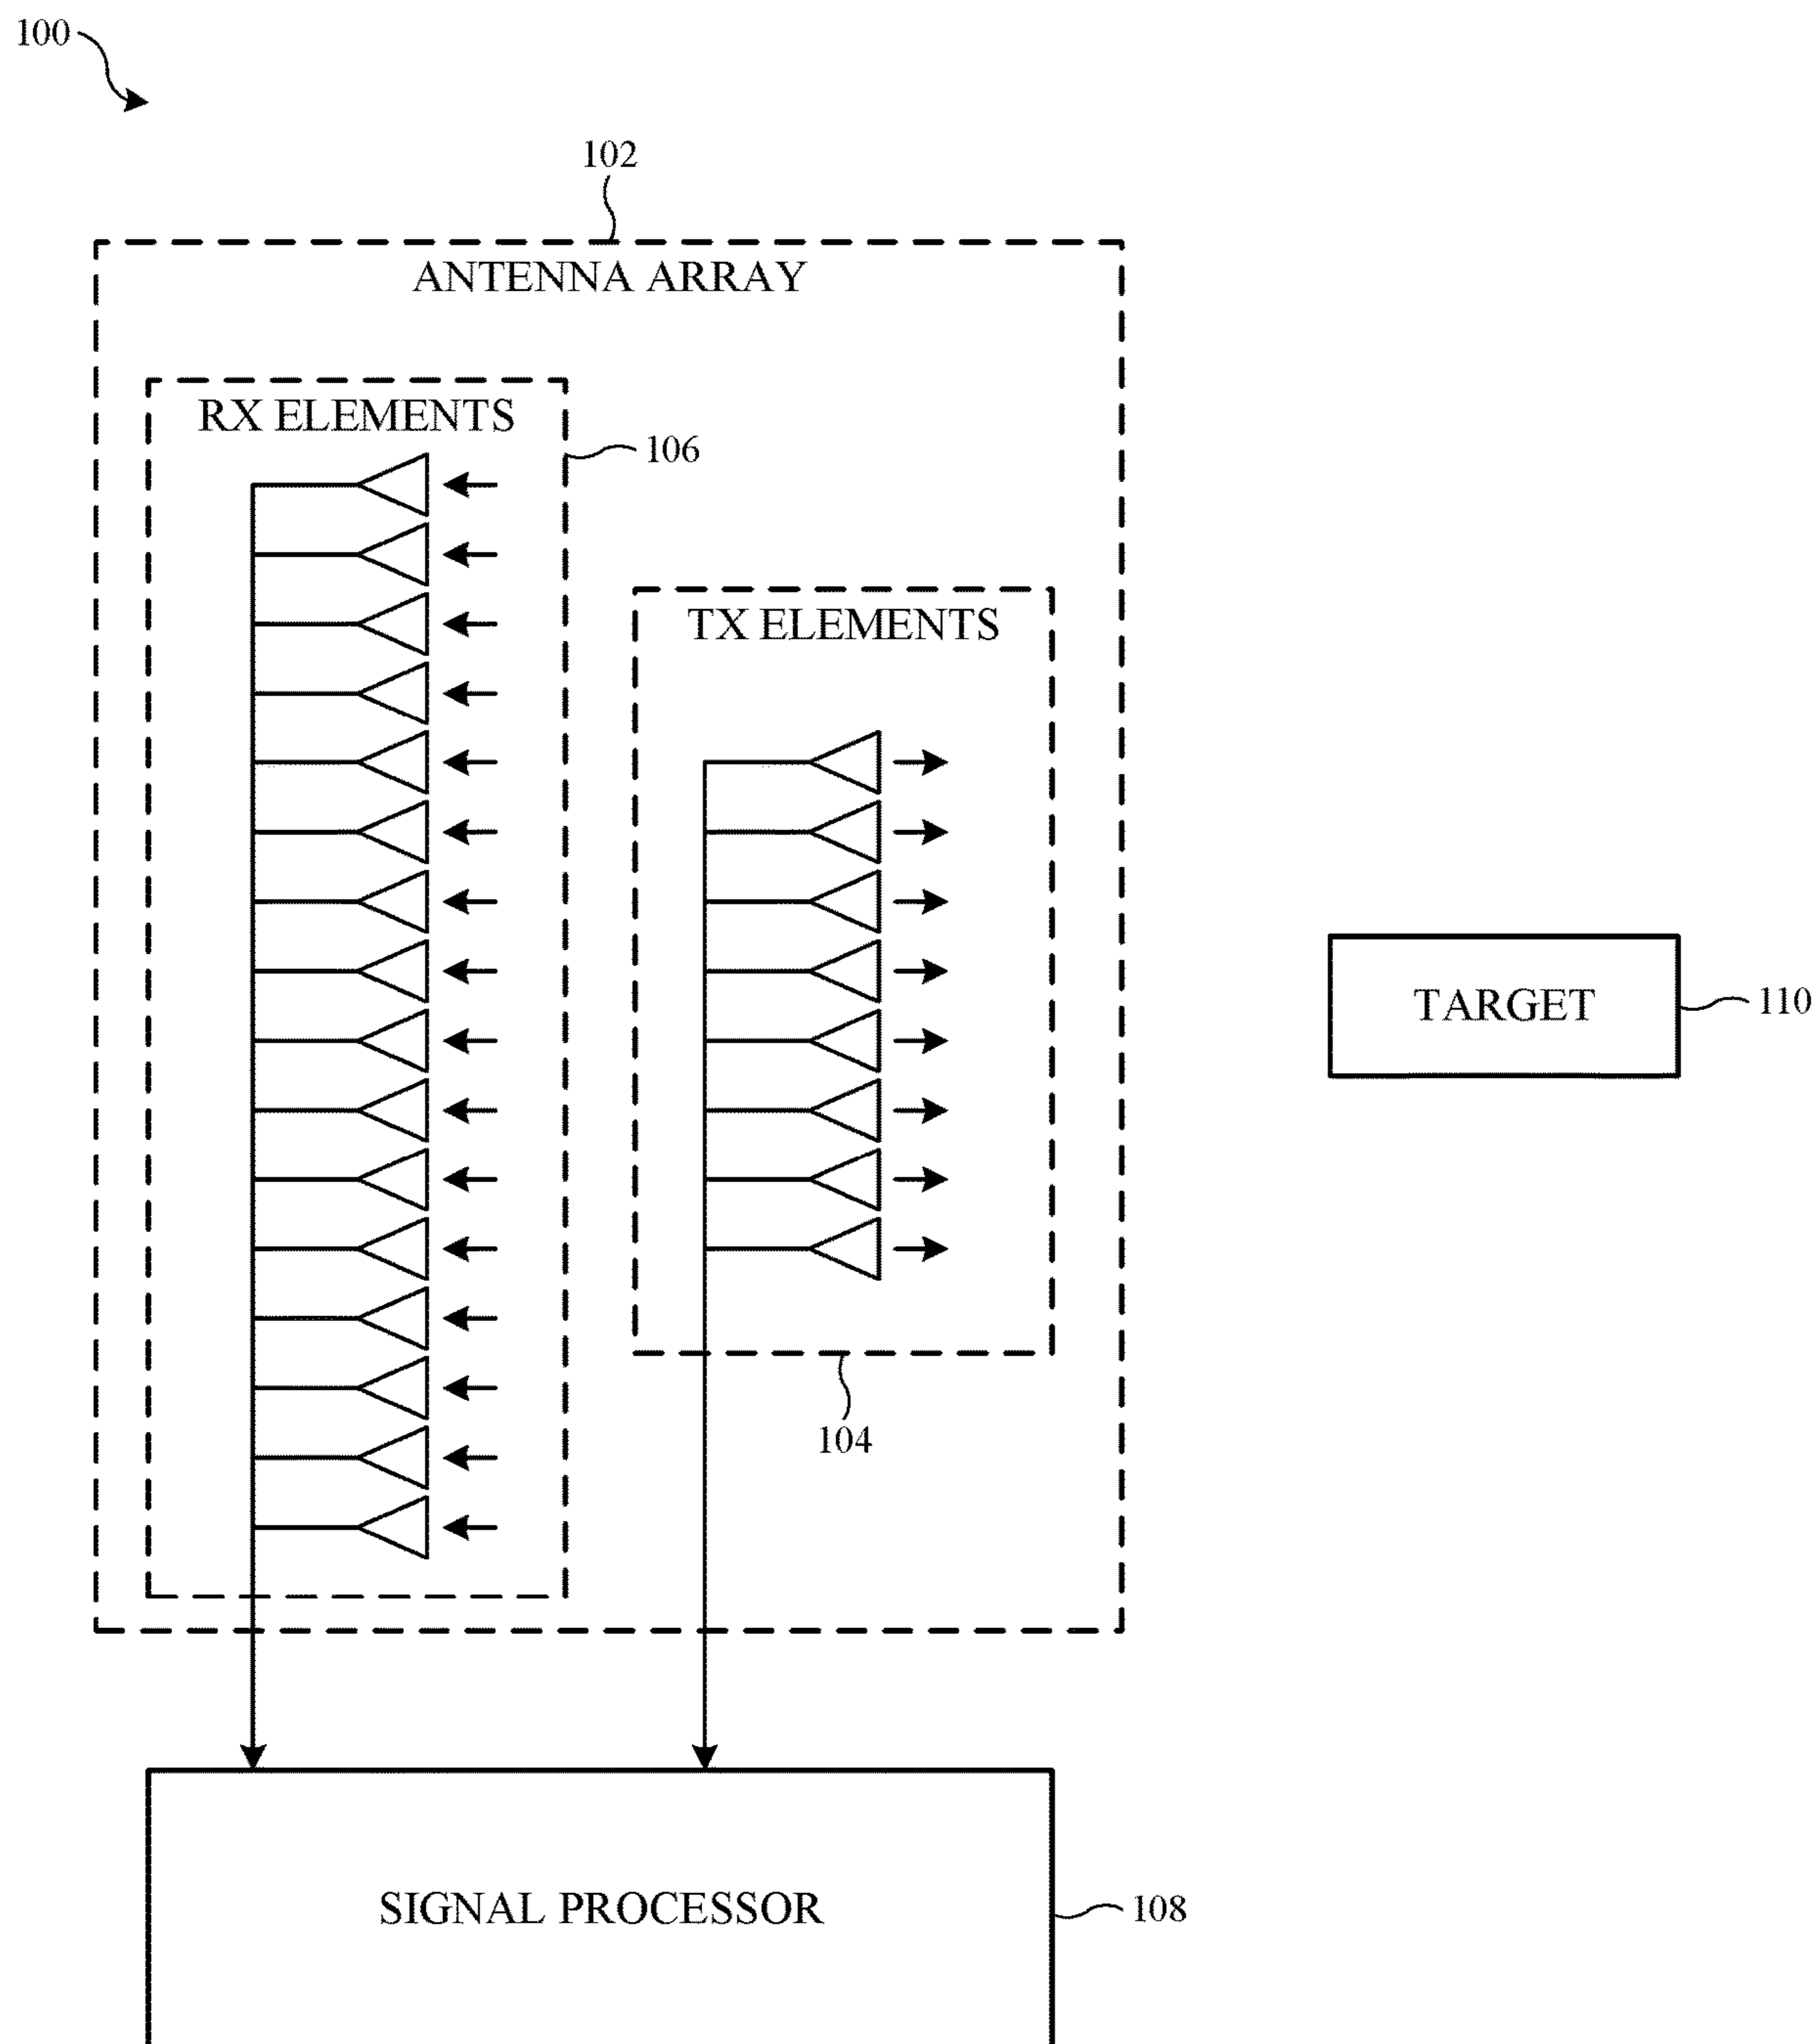 100
102
ANTENNA ARRAY
RX ELEMENTS
106
TX ELEMENTS
TARGET
110
104
SIGNAL PROCESSOR
108